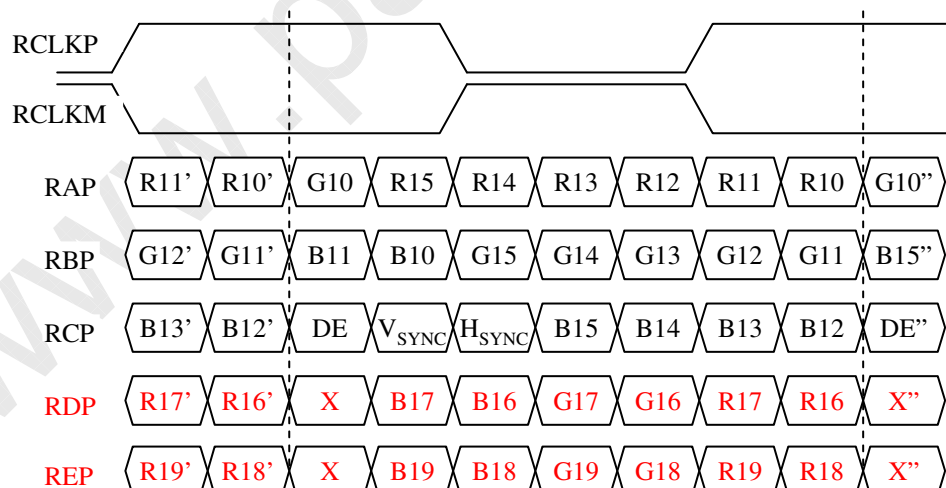 www.pa
RCLKP
RCLKM
RAP R11’ R10’ G10 R15 R14 R13 R12 R11 R10 G10”
RBP G12’ G11’ B11 B10 G15 G14 G13 G12 G11 B15”
RCP B13’ B12’ DE VSYNC HSYNC B15 B14 B13 B12 DE”
RDP R17’ R16’ X B17 B16 G17 G16 R17 R16 X”
REP R19’ R18’ X B19 B18 G19 G18 R19 R18 X”